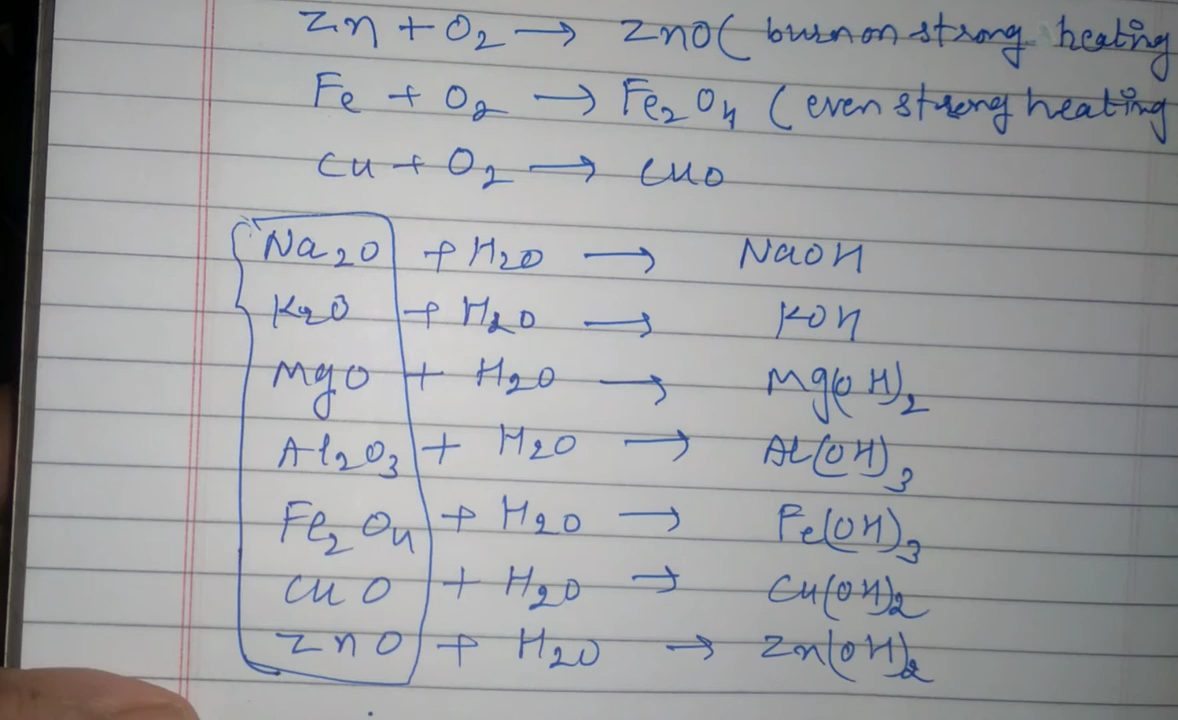 Zn + O₂ → ZnO ( burn on strong heating
Fe + O₂ → Fe₂O₄ ( even strong heating
Cu + O₂ → CuO
Na₂O + H₂O → NaOH
K₂O + H₂O → KOH
MgO + H₂O → Mg(OH)₂
Al₂O₃ + H₂O → Al(OH)₃
Fe₂O₄ + H₂O → Fe(OH)₃
CuO + H₂O → Cu(OH)₂
ZnO + H₂O → Zn(OH)₂